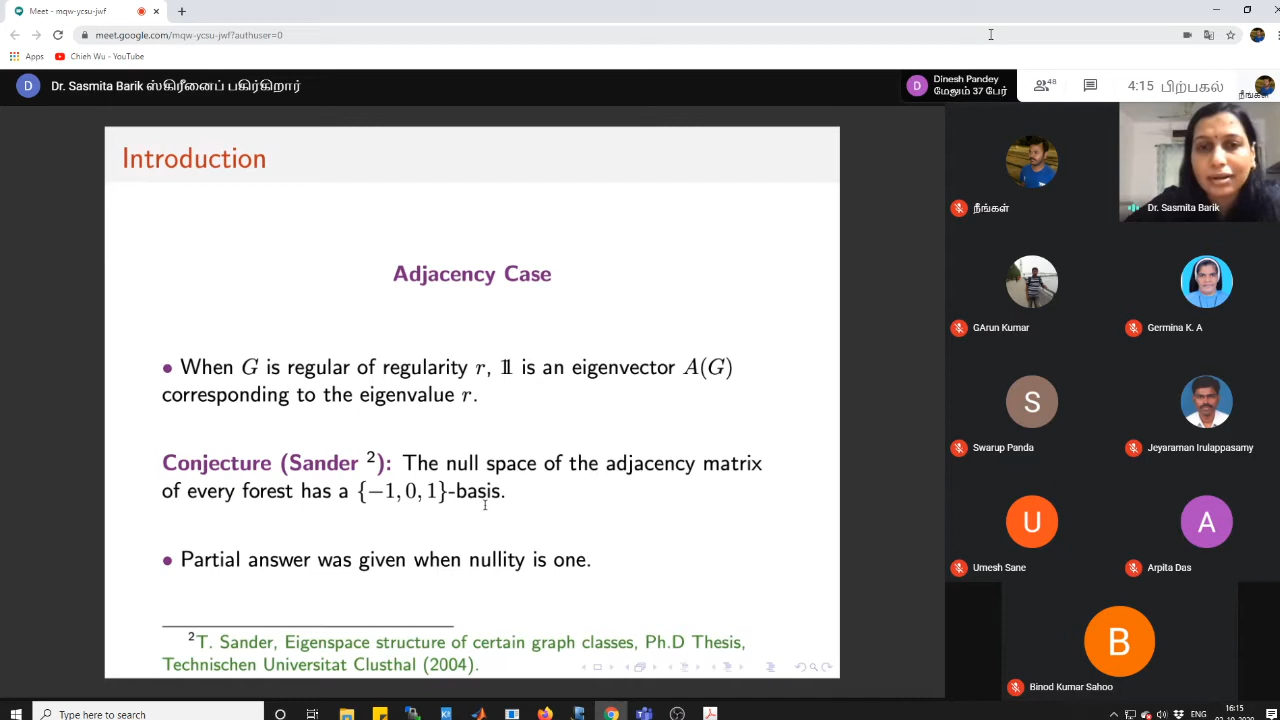 Meet - mqw-ycsu-jwf
meet.google.com/mqw-ycsu-jwf?authuser=0
Apps
Chieh Wu - YouTube
D
Dr. Sasmita Barik ஸ்கிரீனைப் பகிர்கிறார்
D
Dinesh Pandey
மேலும் 37 பேர்
48
4:15 பிற்பகல்
நீங்கள்
Introduction
Adjacency Case
• When G is regular of regularity r, 𝟙 is an eigenvector A(G)
corresponding to the eigenvalue r.
Conjecture (Sander ²): The null space of the adjacency matrix
of every forest has a {−1, 0, 1}-basis.
• Partial answer was given when nullity is one.
²T. Sander, Eigenspace structure of certain graph classes, Ph.D Thesis,
Technischen Universitat Clusthal (2004).
நீங்கள்
Dr. Sasmita Barik
GArun Kumar
Germina K. A
S
Swarup Panda
Jeyaraman Irulappasamy
U
Umesh Sane
A
Arpita Das
B
Binod Kumar Sahoo
Type here to search
ENG
16:15